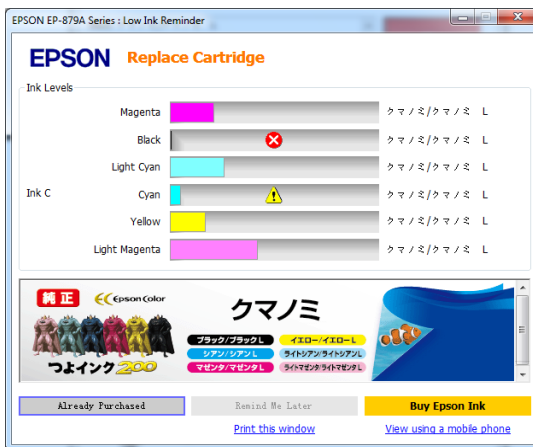 EPSON EP-879A Series : Low Ink Reminder
EPSON Replace Cartridge
Ink Levels
Magenta クマノミ/クマノミ L
Black クマノミ/クマノミ L
Light Cyan クマノミ/クマノミ L
Ink C Cyan クマノミ/クマノミ L
Yellow クマノミ/クマノミ L
Light Magenta クマノミ/クマノミ L
純正 Epson Color
つよインク200
クマノミ
ブラック/ブラックL イエロー/イエローL
シアン/シアンL ライトシアン/ライトシアンL
マゼンタ/マゼンタL ライトマゼンタ/ライトマゼンタL
Already Purchased Remind Me Later Buy Epson Ink
Print this window View using a mobile phone